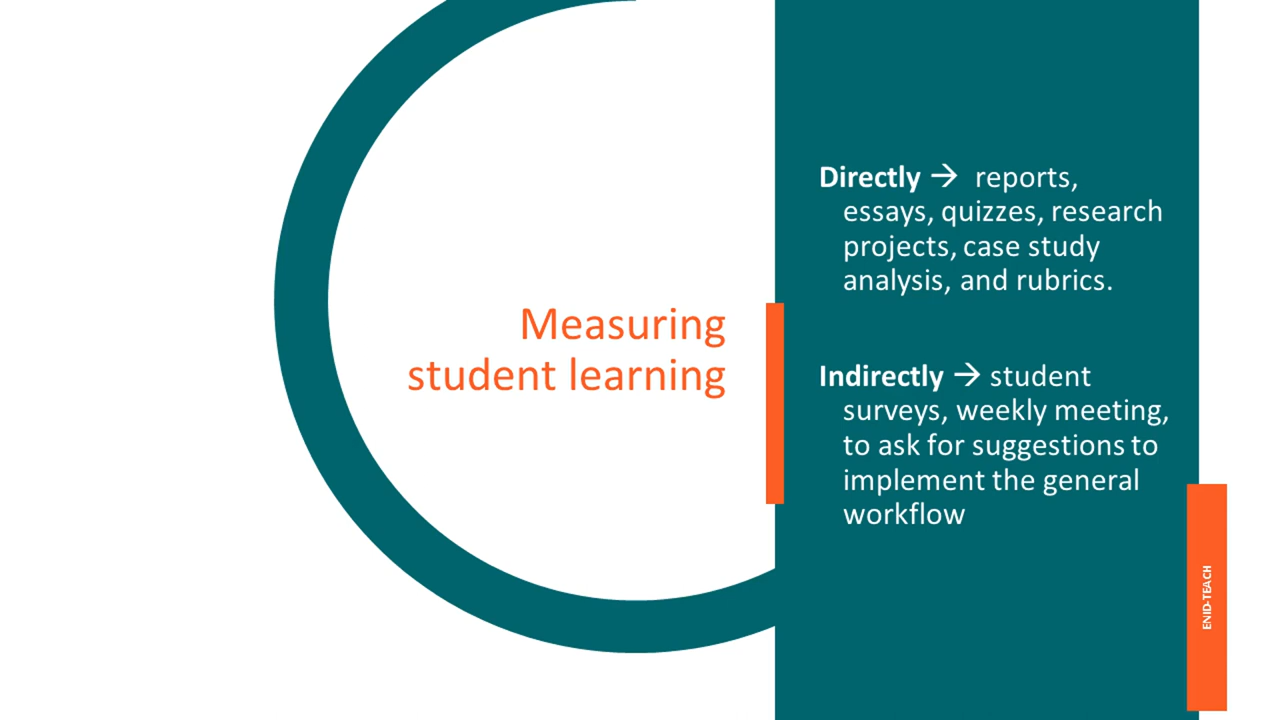 Measuring
student learning
Directly → reports,
essays, quizzes, research
projects, case study
analysis, and rubrics.
Indirectly → student
surveys, weekly meeting,
to ask for suggestions to
implement the general
workflow
ENID-TEACH